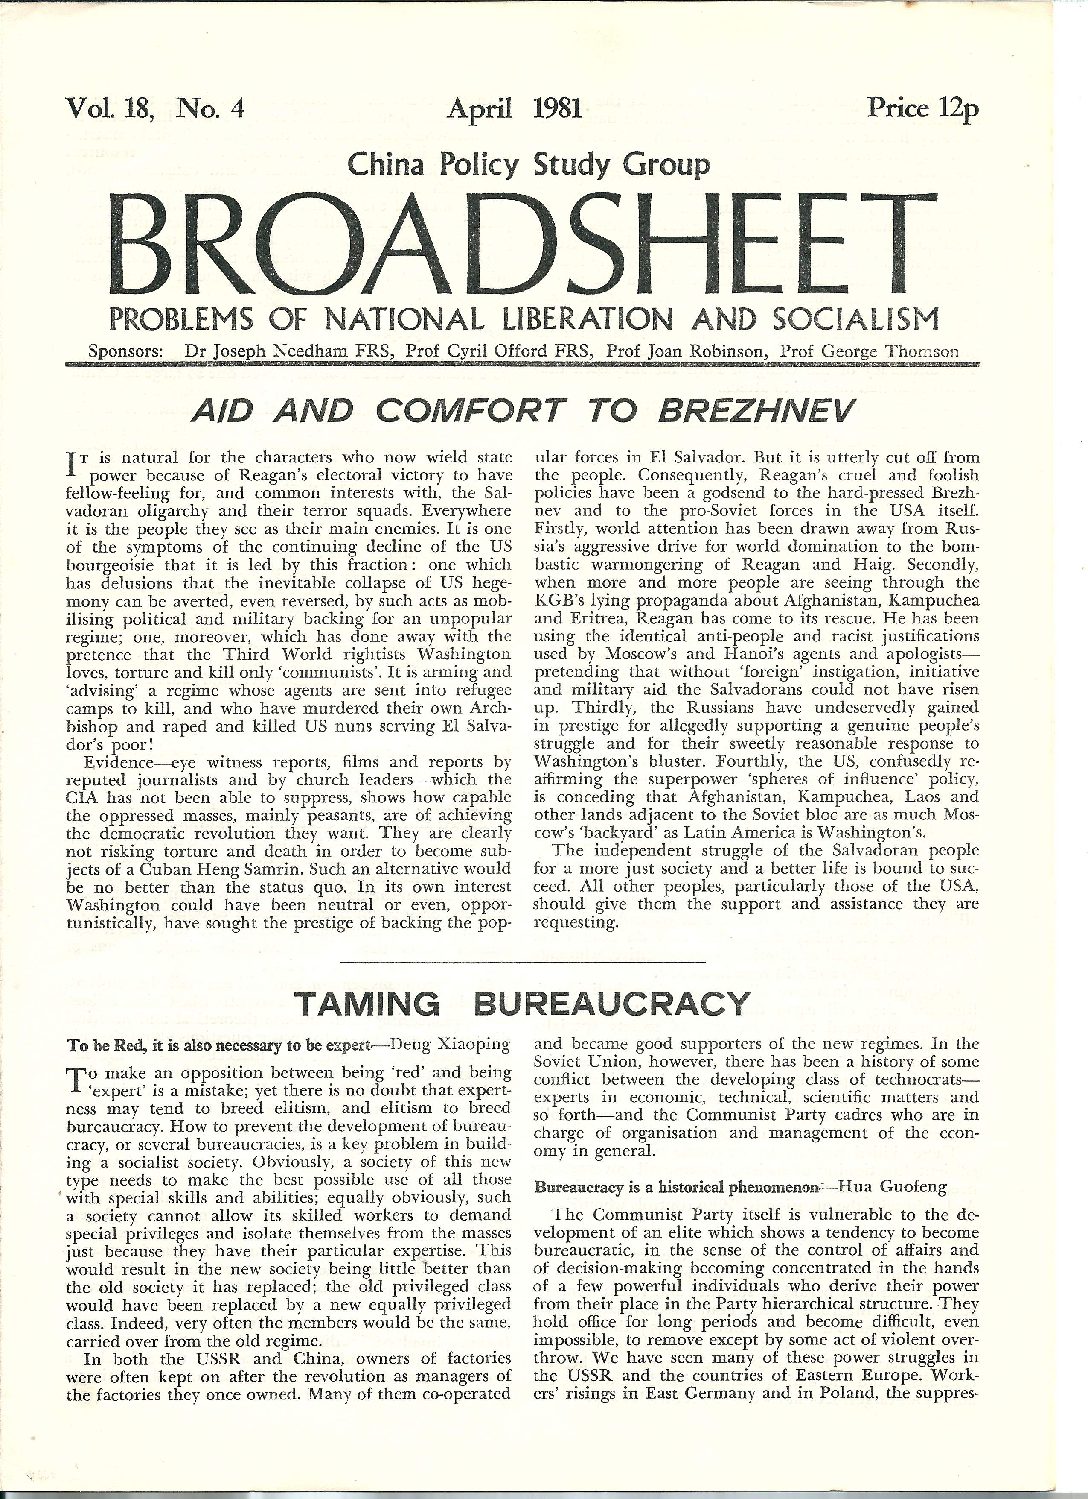 Vol. 18, No. 4 April 1981 Price 12p
China Policy Study Group
BROADSHEET
PROBLEMS OF NATIONAL LIBERATION AND SOCIALISM
Sponsors: Dr Joseph Needham FRS, Prof Cyril Offord FRS, Prof Joan Robinson, Prof George Thomson
AID AND COMFORT TO BREZHNEV
IT is natural for the characters who now wield state
power because of Reagan's electoral victory to have
fellow-feeling for, and common interests with, the Sal-
vadoran oligarchy and their terror squads. Everywhere
it is the people they see as their main enemies. It is one
of the symptoms of the continuing decline of the US
bourgeoisie that it is led by this fraction: one which
has delusions that the inevitable collapse of US hege-
mony can be averted, even reversed, by such acts as mob-
ilising political and military backing for an unpopular
regime; one, moreover, which has done away with the
pretence that the Third World rightists Washington
loves, torture and kill only 'communists'. It is arming and
'advising' a regime whose agents are sent into refugee
camps to kill, and who have murdered their own Arch-
bishop and raped and killed US nuns serving El Salva-
dor's poor!
Evidence—eye witness reports, films and reports by
reputed journalists and by church leaders—which the
CIA has not been able to suppress, shows how capable
the oppressed masses, mainly peasants, are of achieving
the democratic revolution they want. They are clearly
not risking torture and death in order to become sub-
jects of a Cuban Heng Samrin. Such an alternative would
be no better than the status quo. In its own interest
Washington could have been neutral or even, oppor-
tunistically, have sought the prestige of backing the pop-
ular forces in El Salvador. But it is utterly cut off from
the people. Consequently, Reagan's cruel and foolish
policies have been a godsend to the hard-pressed Brezh-
nev and to the pro-Soviet forces in the USA itself.
Firstly, world attention has been drawn away from Rus-
sia's aggressive drive for world domination to the bom-
bastic warmongering of Reagan and Haig. Secondly,
when more and more people are seeing through the
KGB's lying propaganda about Afghanistan, Kampuchea
and Eritrea, Reagan has come to its rescue. He has been
using the identical anti-people and racist justifications
used by Moscow's and Hanoi's agents and apologists—
pretending that without 'foreign' instigation, initiative
and military aid the Salvadorans could not have risen
up. Thirdly, the Russians have undeservedly gained
in prestige for allegedly supporting a genuine people's
struggle and for their sweetly reasonable response to
Washington's bluster. Fourthly, the US, confusedly re-
affirming the superpower 'spheres of influence' policy,
is conceding that Afghanistan, Kampuchea, Laos and
other lands adjacent to the Soviet bloc are as much Mos-
cow's 'backyard' as Latin America is Washington's.
The independent struggle of the Salvadoran people
for a more just society and a better life is bound to suc-
ceed. All other peoples, particularly those of the USA,
should give them the support and assistance they are
requesting.
TAMING BUREAUCRACY
To be Red, it is also necessary to be expert—Deng Xiaoping
TO make an opposition between being 'red' and being
'expert' is a mistake; yet there is no doubt that expert-
ness may tend to breed elitism, and elitism to breed
bureaucracy. How to prevent the development of bureau-
cracy, or several bureaucracies, is a key problem in build-
ing a socialist society. Obviously, a society of this new
type needs to make the best possible use of all those
with special skills and abilities; equally obviously, such
a society cannot allow its skilled workers to demand
special privileges and isolate themselves from the masses
just because they have their particular expertise. This
would result in the new society being little better than
the old society it has replaced; the old privileged class
would have been replaced by a new equally privileged
class. Indeed, very often the members would be the same,
carried over from the old regime.
In both the USSR and China, owners of factories
were often kept on after the revolution as managers of
the factories they once owned. Many of them co-operated
and became good supporters of the new regimes. In the
Soviet Union, however, there has been a history of some
conflict between the developing class of technocrats—
experts in economic, technical, scientific matters and
so forth—and the Communist Party cadres who are in
charge of organisation and management of the econ-
omy in general.
Bureaucracy is a historical phenomenon—Hua Guofeng
The Communist Party itself is vulnerable to the de-
velopment of an elite which shows a tendency to become
bureaucratic, in the sense of the control of affairs and
of decision-making becoming concentrated in the hands
of a few powerful individuals who derive their power
from their place in the Party hierarchical structure. They
hold office for long periods and become difficult, even
impossible, to remove except by some act of violent over-
throw. We have seen many of these power struggles in
the USSR and the countries of Eastern Europe. Work-
ers' risings in East Germany and in Poland, the suppres-